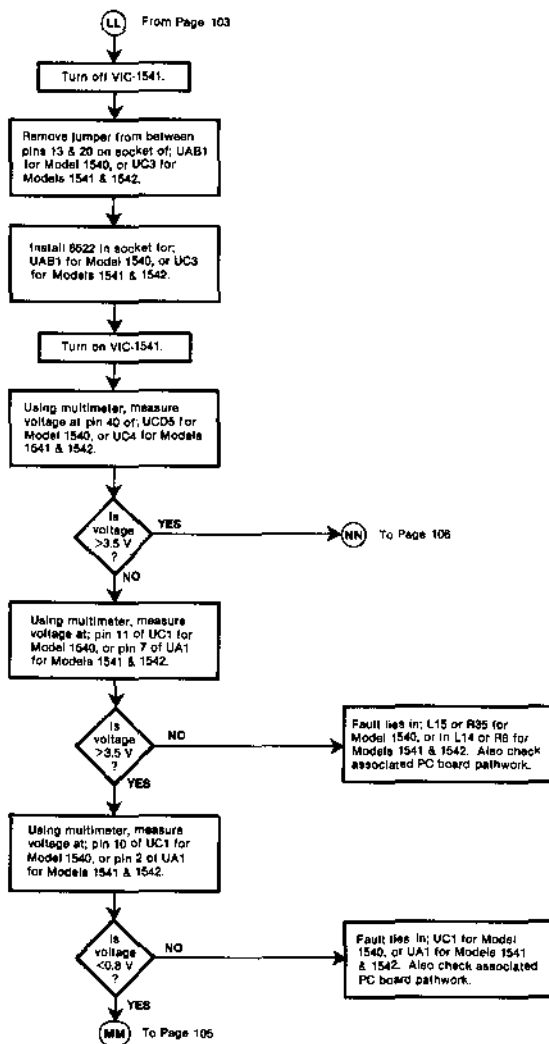 LL From Page 103
Turn off VIC-1541.
Remove jumper from between
pins 13 & 20 on socket of; UAB1
for Model 1540, or UC3 for
Models 1541 & 1542.
Install 6522 in socket for;
UAB1 for Model 1540, or UC3
for Models 1541 & 1542.
Turn on VIC-1541.
Using multimeter, measure
voltage at pin 40 of; UCD5 for
Model 1540, or UC4 for Models
1541 & 1542.
Is
voltage
>3.5 V
?
YES
NN To Page 106
NO
Using multimeter, measure
voltage at; pin 11 of UC1 for
Model 1540, or pin 7 of UA1
for Models 1541 & 1542.
Is
voltage
>3.5 V
?
NO
Fault lies in; L15 or R35 for
Model 1540, or in L14 or R6 for
Models 1541 & 1542. Also check
associated PC board pathwork.
YES
Using multimeter, measure
voltage at; pin 10 of UC1 for
Model 1540, or pin 2 of UA1
for Models 1541 & 1542.
Is
voltage
<0.8 V
?
NO
Fault lies in; UC1 for Model
1540, or UA1 for Models 1541
& 1542. Also check associated
PC board pathwork.
YES
MM To Page 105